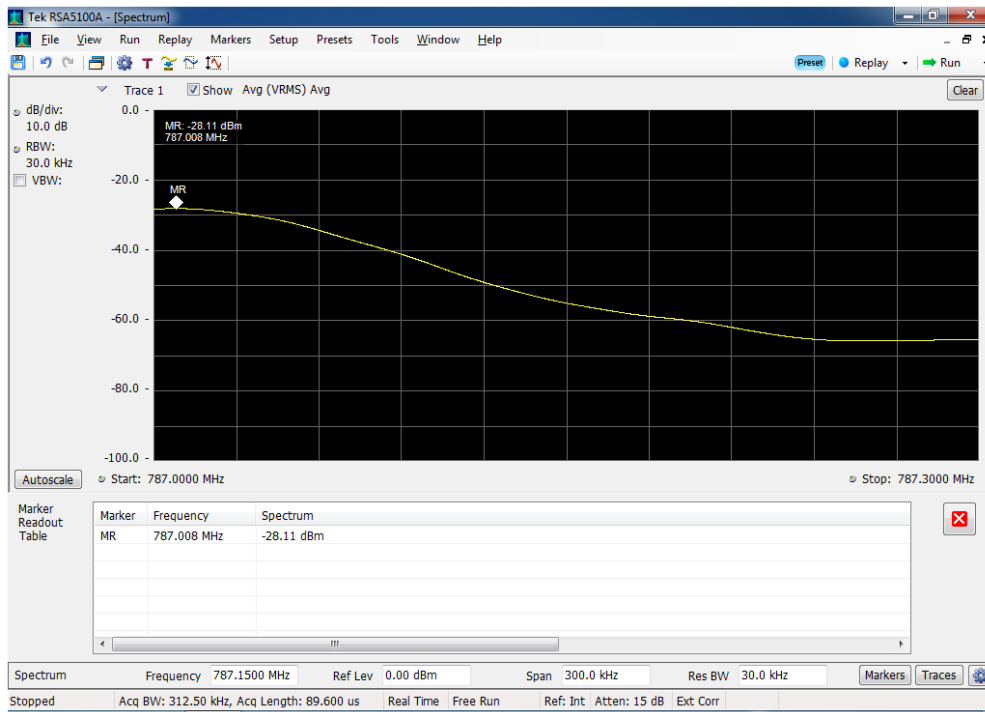 Tek RSA5100A - [Spectrum]
File View Run Replay Markers Setup Presets Tools Window Help
T Preset Replay Run
Trace 1 Show Avg (VRMS) Avg Clear
dB/div:
10.0 dB
RBW:
30.0 kHz
VBW:
0.0 -
MR: -28.11 dBm
787.008 MHz
-20.0 -
MR
-40.0 -
-60.0 -
-80.0 -
-100.0 -
Autoscale Start: 787.0000 MHz Stop: 787.3000 MHz
Marker
Readout
Table
Marker Frequency Spectrum
MR 787.008 MHz -28.11 dBm
Spectrum Frequency 787.1500 MHz Ref Lev 0.00 dBm Span 300.0 kHz Res BW 30.0 kHz Markers Traces
Stopped Acq BW: 312.50 kHz, Acq Length: 89.600 us Real Time Free Run Ref: Int Atten: 15 dB Ext Corr